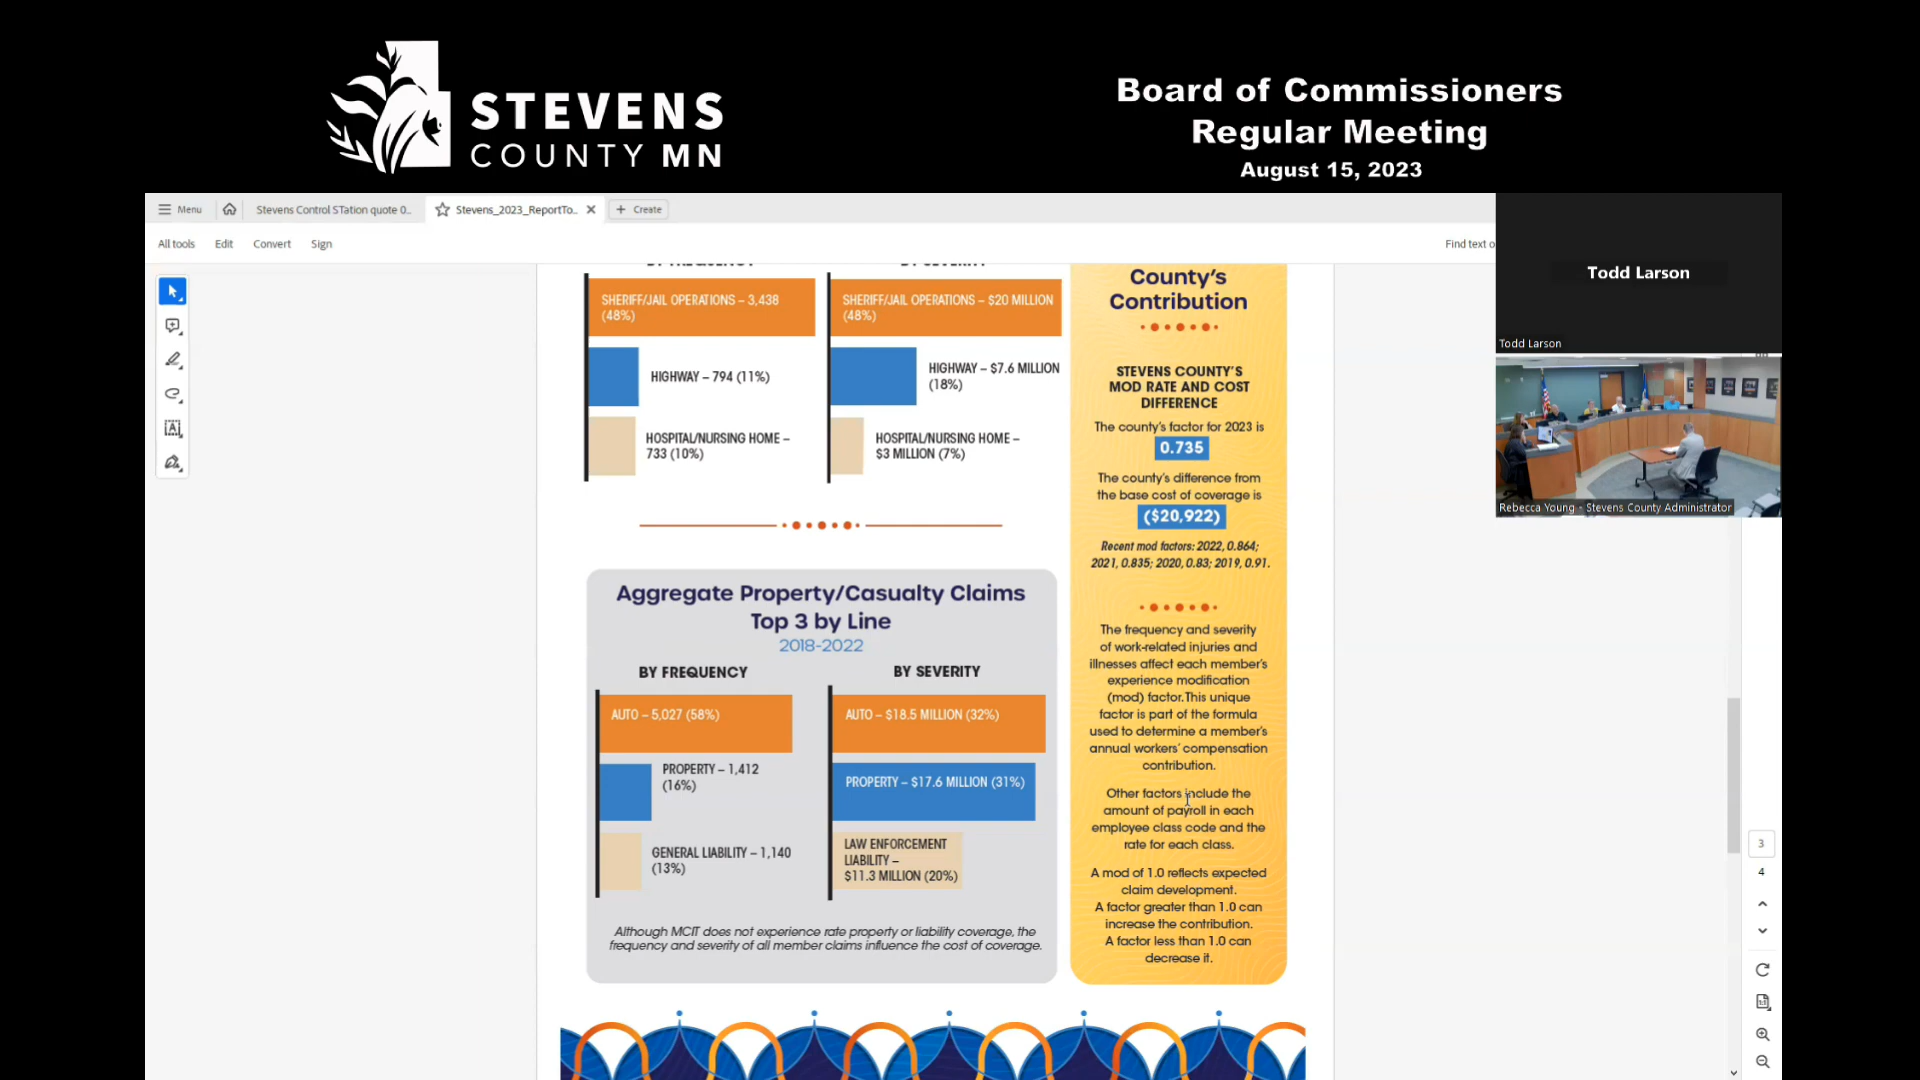 STEVENS
COUNTY MN
Board of Commissioners
Regular Meeting
August 15, 2023
Menu
Stevens Control STation quote 0...
Stevens_2023_ReportTo...
Create
All tools
Edit
Convert
Sign
Find text o
BY FREQUENCY
BY SEVERITY
SHERIFF/JAIL OPERATIONS – 3,438
(48%)
HIGHWAY – 794 (11%)
HOSPITAL/NURSING HOME –
733 (10%)
SHERIFF/JAIL OPERATIONS – $20 MILLION
(48%)
HIGHWAY – $7.6 MILLION
(18%)
HOSPITAL/NURSING HOME –
$3 MILLION (7%)
Aggregate Property/Casualty Claims
Top 3 by Line
2018-2022
BY FREQUENCY
AUTO – 5,027 (58%)
PROPERTY – 1,412
(16%)
GENERAL LIABILITY – 1,140
(13%)
BY SEVERITY
AUTO – $18.5 MILLION (32%)
PROPERTY – $17.6 MILLION (31%)
LAW ENFORCEMENT
LIABILITY –
$11.3 MILLION (20%)
Although MCIT does not experience rate property or liability coverage, the
frequency and severity of all member claims influence the cost of coverage.
County's
Contribution
STEVENS COUNTY'S
MOD RATE AND COST
DIFFERENCE
The county's factor for 2023 is
0.735
The county's difference from
the base cost of coverage is
($20,922)
Recent mod factors: 2022, 0.864;
2021, 0.835; 2020, 0.83; 2019, 0.91.
The frequency and severity
of work-related injuries and
illnesses affect each member's
experience modification
(mod) factor. This unique
factor is part of the formula
used to determine a member's
annual workers' compensation
contribution.
Other factors include the
amount of payroll in each
employee class code and the
rate for each class.
A mod of 1.0 reflects expected
claim development.
A factor greater than 1.0 can
increase the contribution.
A factor less than 1.0 can
decrease it.
Todd Larson
Todd Larson
Rebecca Young - Stevens County Administrator
3
4